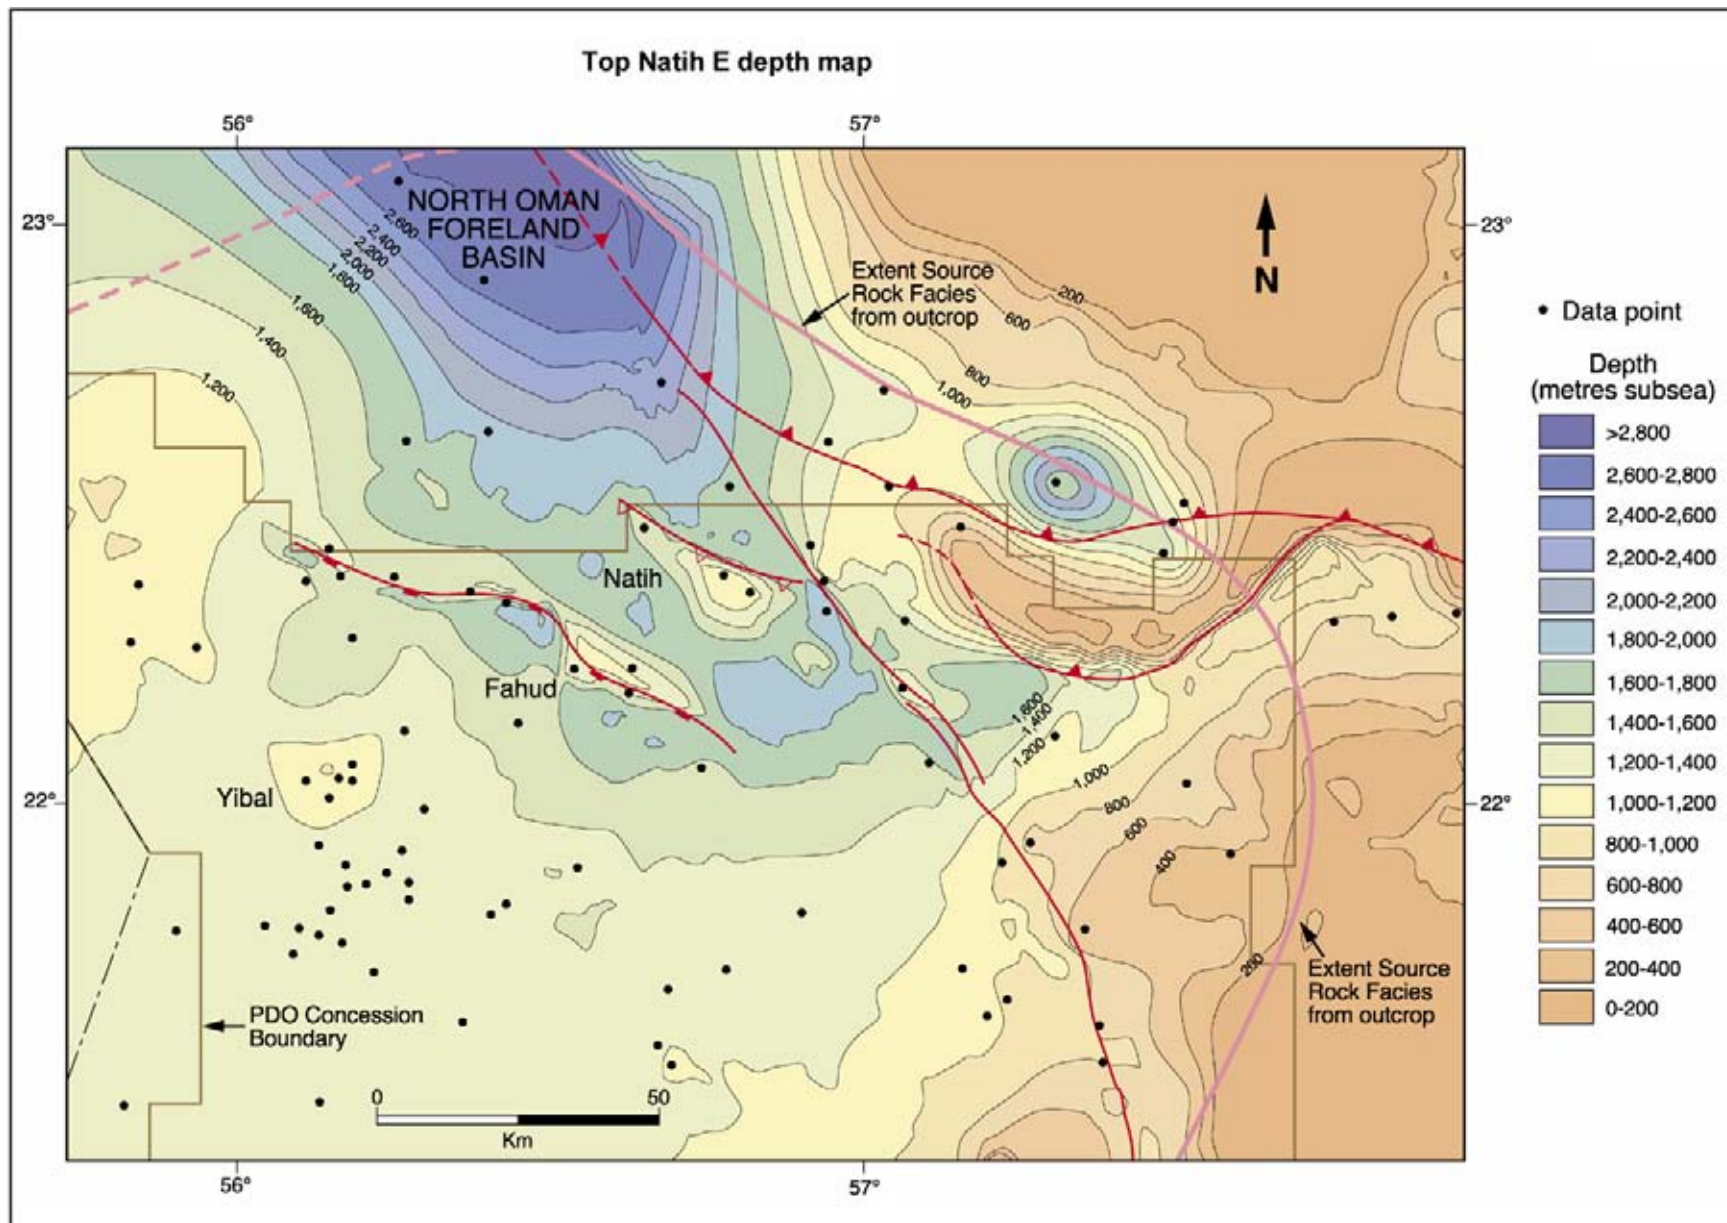 Top Natih E depth map
56°
57°
23°
23°
NORTH OMAN
FORELAND
BASIN
2,600
2,400
2,200
2,000
1,800
1,600
1,400
1,200
Extent Source
Rock Facies
from outcrop
200
600
800
1,000
N
Natih
Fahud
Yibal
1,600
1,400
1,200
1,000
800
600
400
200
22°
22°
PDO Concession
Boundary
0
50
Km
Extent Source
Rock Facies
from outcrop
56°
57°
Data point
Depth
(metres subsea)
>2,800
2,600-2,800
2,400-2,600
2,200-2,400
2,000-2,200
1,800-2,000
1,600-1,800
1,400-1,600
1,200-1,400
1,000-1,200
800-1,000
600-800
400-600
200-400
0-200